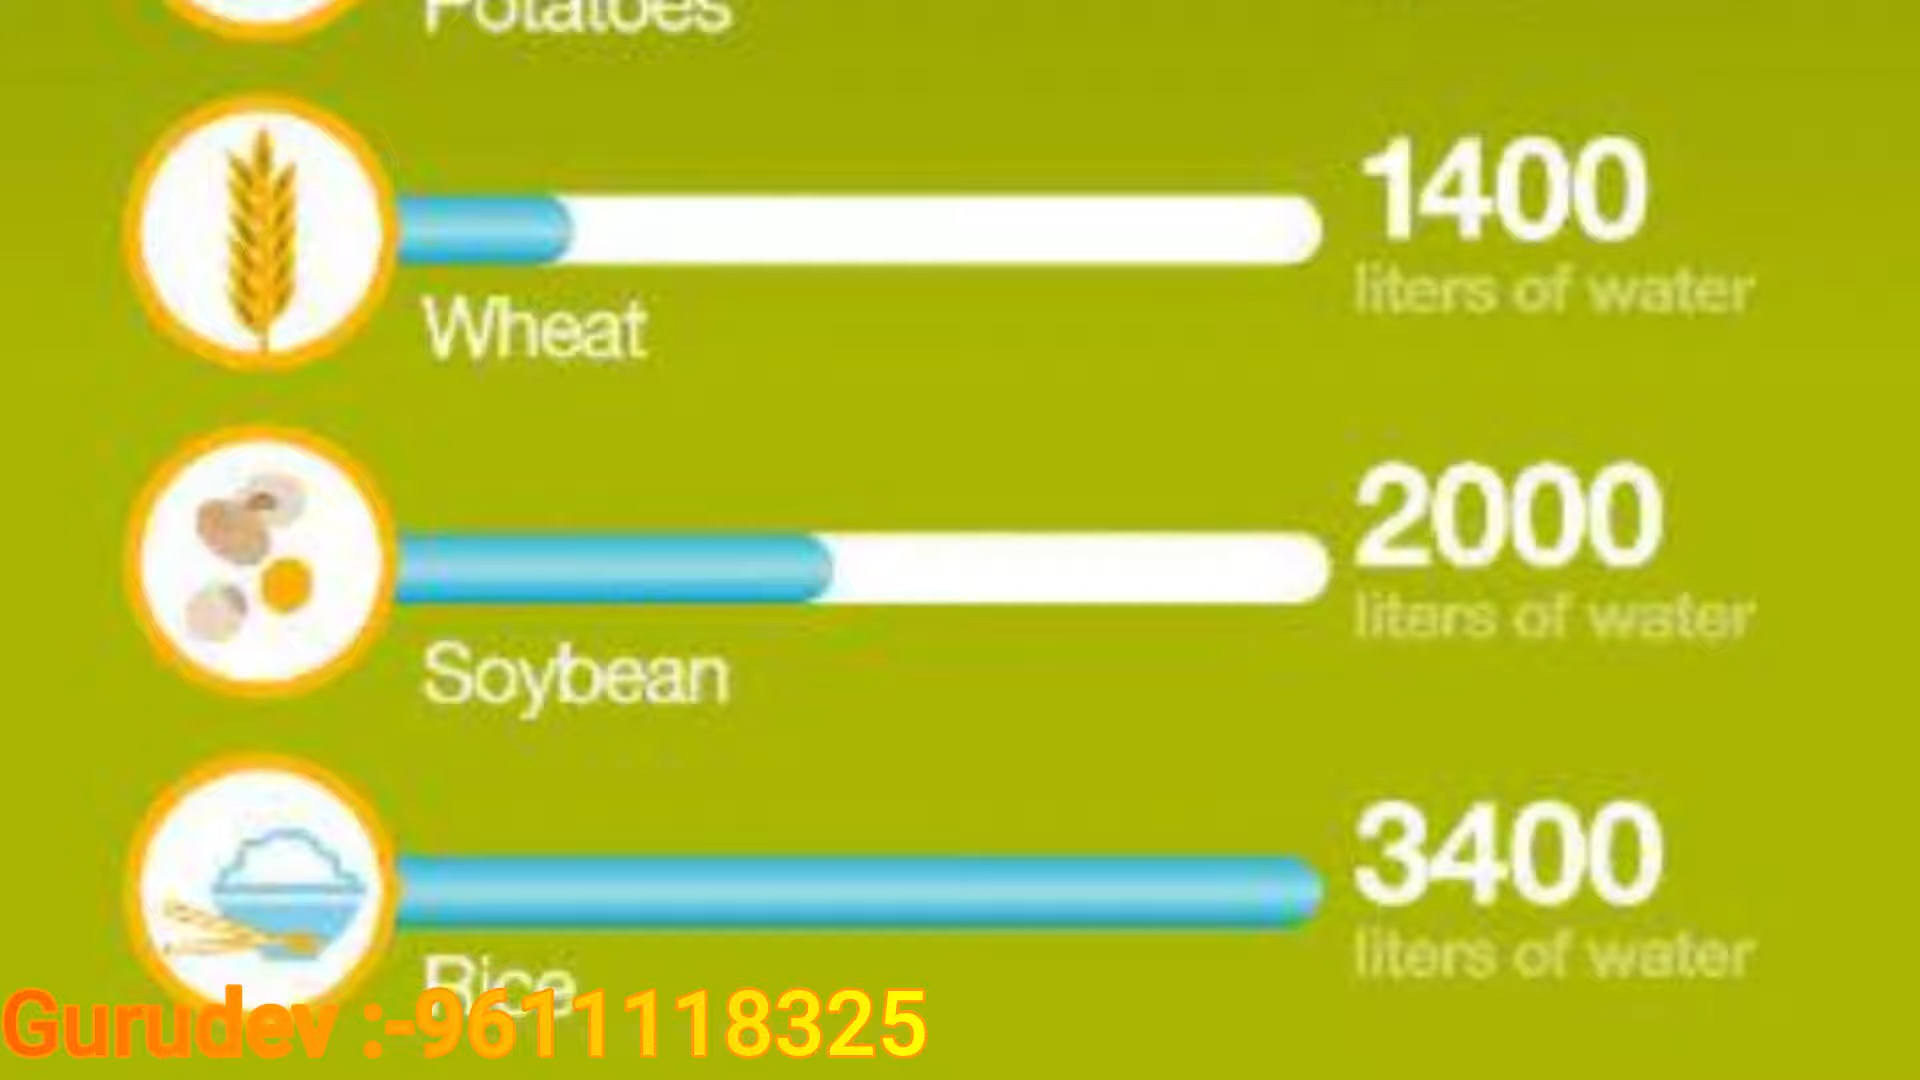 Potatoes
1400
liters of water
Wheat
2000
liters of water
Soybean
3400
liters of water
Rice
Gurudev :-9611118325